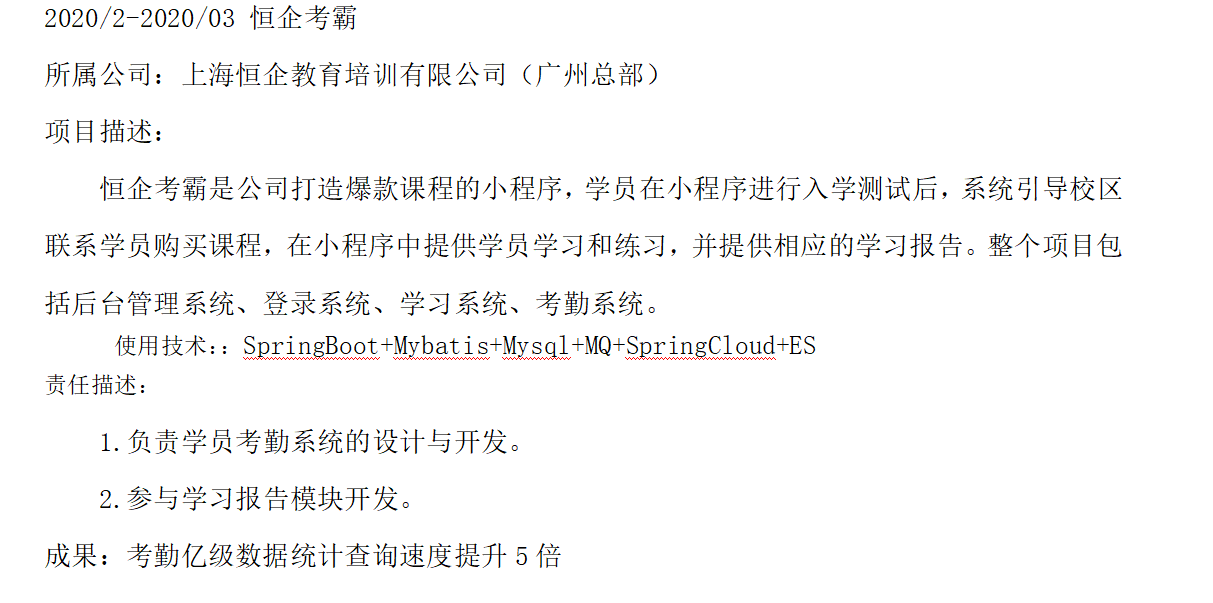 2020/2-2020/03 恒企考霸
所属公司：上海恒企教育培训有限公司（广州总部）
项目描述：
恒企考霸是公司打造爆款课程的小程序，学员在小程序进行入学测试后，系统引导校区
联系学员购买课程，在小程序中提供学员学习和练习，并提供相应的学习报告。整个项目包
括后台管理系统、登录系统、学习系统、考勤系统。
使用技术：：SpringBoot+Mybatis+Mysql+MQ+SpringCloud+ES
责任描述：
1.负责学员考勤系统的设计与开发。
2.参与学习报告模块开发。
成果：考勤亿级数据统计查询速度提升 5 倍